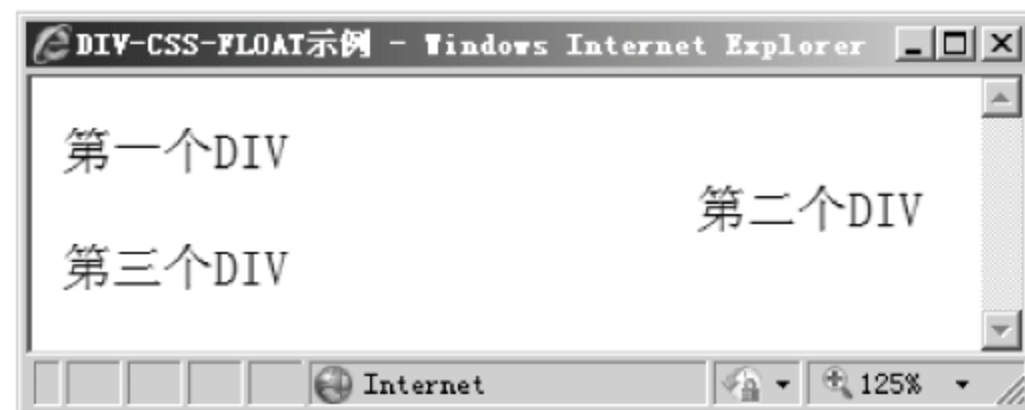 DIV-CSS-FLOAT示例 - Windows Internet Explorer
第一个DIV
第二个DIV
第三个DIV
Internet
125%